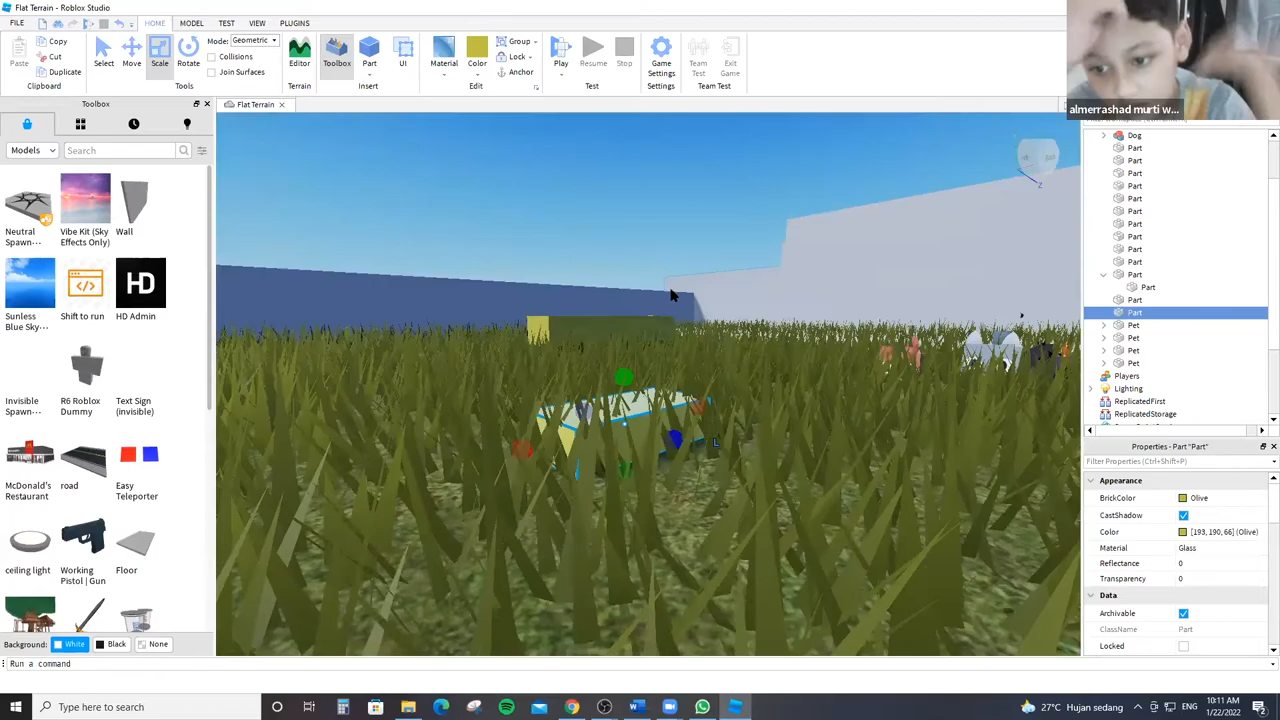 Flat Terrain - Roblox Studio
FILE HOME MODEL TEST VIEW PLUGINS
Paste Copy Cut Duplicate Clipboard
Select Move Scale Rotate Mode: Geometric Collisions Join Surfaces Tools
Editor Terrain
Toolbox Part UI Insert
Material Color Group Lock Anchor Edit
Play Resume Stop Test
Game Settings Settings
Team Test Exit Game Team Test
almerrashad murti w...
Toolbox
Models Search
Neutral Spawn...
Vibe Kit (Sky Effects Only)
Wall
Sunless Blue Sky...
Shift to run
HD
HD Admin
Invisible Spawn...
R6 Roblox Dummy
Text Sign (invisible)
McDonald's Restaurant
road
Easy Teleporter
ceiling light
Working Pistol | Gun
Floor
Background: White Black None
Run a command
Flat Terrain
Z
L
Dog
Part
Part
Part
Part
Part
Part
Part
Part
Part
Part
Part
Part
Part
Part
Pet
Pet
Pet
Pet
Players
Lighting
ReplicatedFirst
ReplicatedStorage
Properties - Part "Part"
Filter Properties (Ctrl+Shift+P)
Appearance
BrickColor Olive
CastShadow
Color [193, 190, 66] (Olive)
Material Glass
Reflectance 0
Transparency 0
Data
Archivable
ClassName Part
Locked
Type here to search
27°C Hujan sedang ENG 10:11 AM
1/22/2022
2